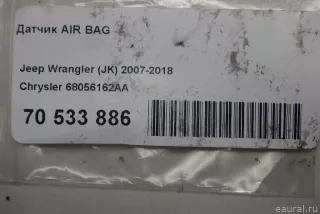 Датчик AIR BAG
Jeep Wrangler (JK) 2007-2018
Chrysler 68056162AA
70 533 886
eaural.ru